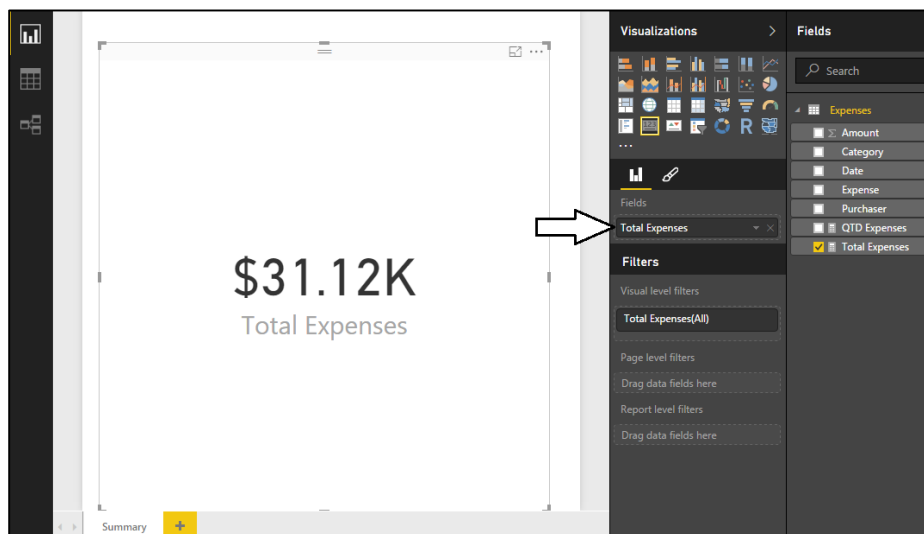 $31.12K
Total Expenses
Summary
+
Visualizations
R
123
...
Fields
Total Expenses
Filters
Visual level filters
Total Expenses(All)
Page level filters
Drag data fields here
Report level filters
Drag data fields here
Fields
Search
Expenses
Σ Amount
Category
Date
Expense
Purchaser
QTD Expenses
Total Expenses